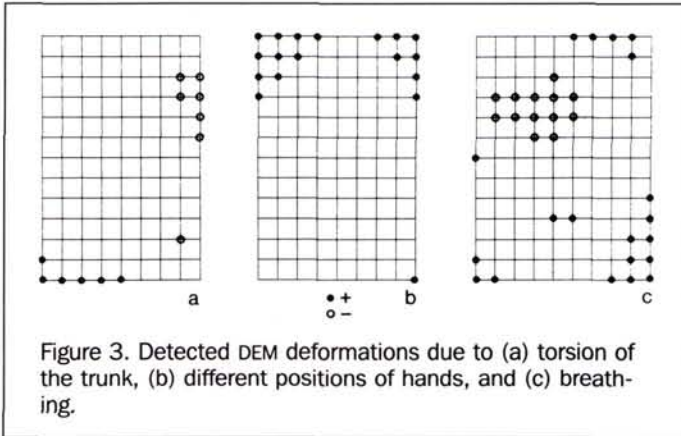 a
b
c
● +
○ −
Figure 3. Detected DEM deformations due to (a) torsion of
the trunk, (b) different positions of hands, and (c) breath-
ing.